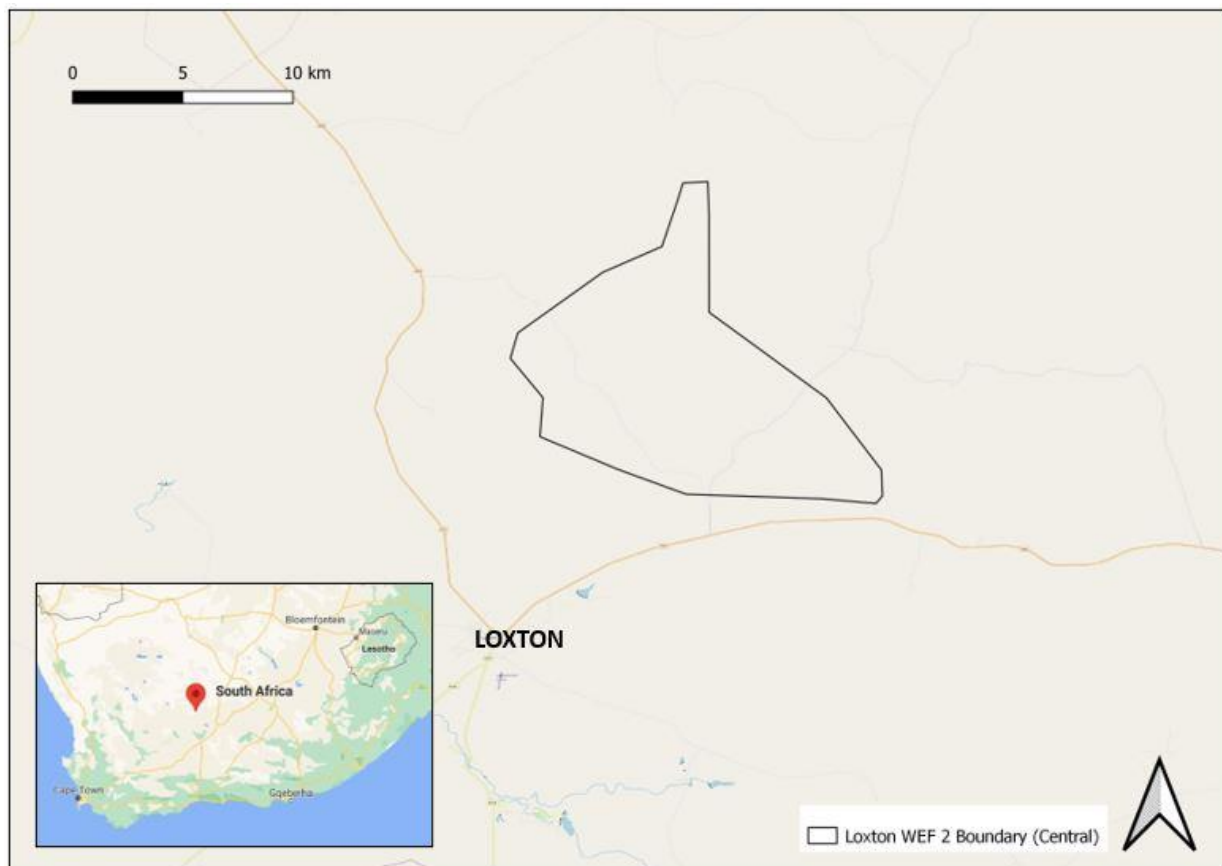 0 5 10 km
LOXTON
Bloemfontein
Maseru
Lesotho
South Africa
Cape Town
Gqeberha
Loxton WEF 2 Boundary (Central)